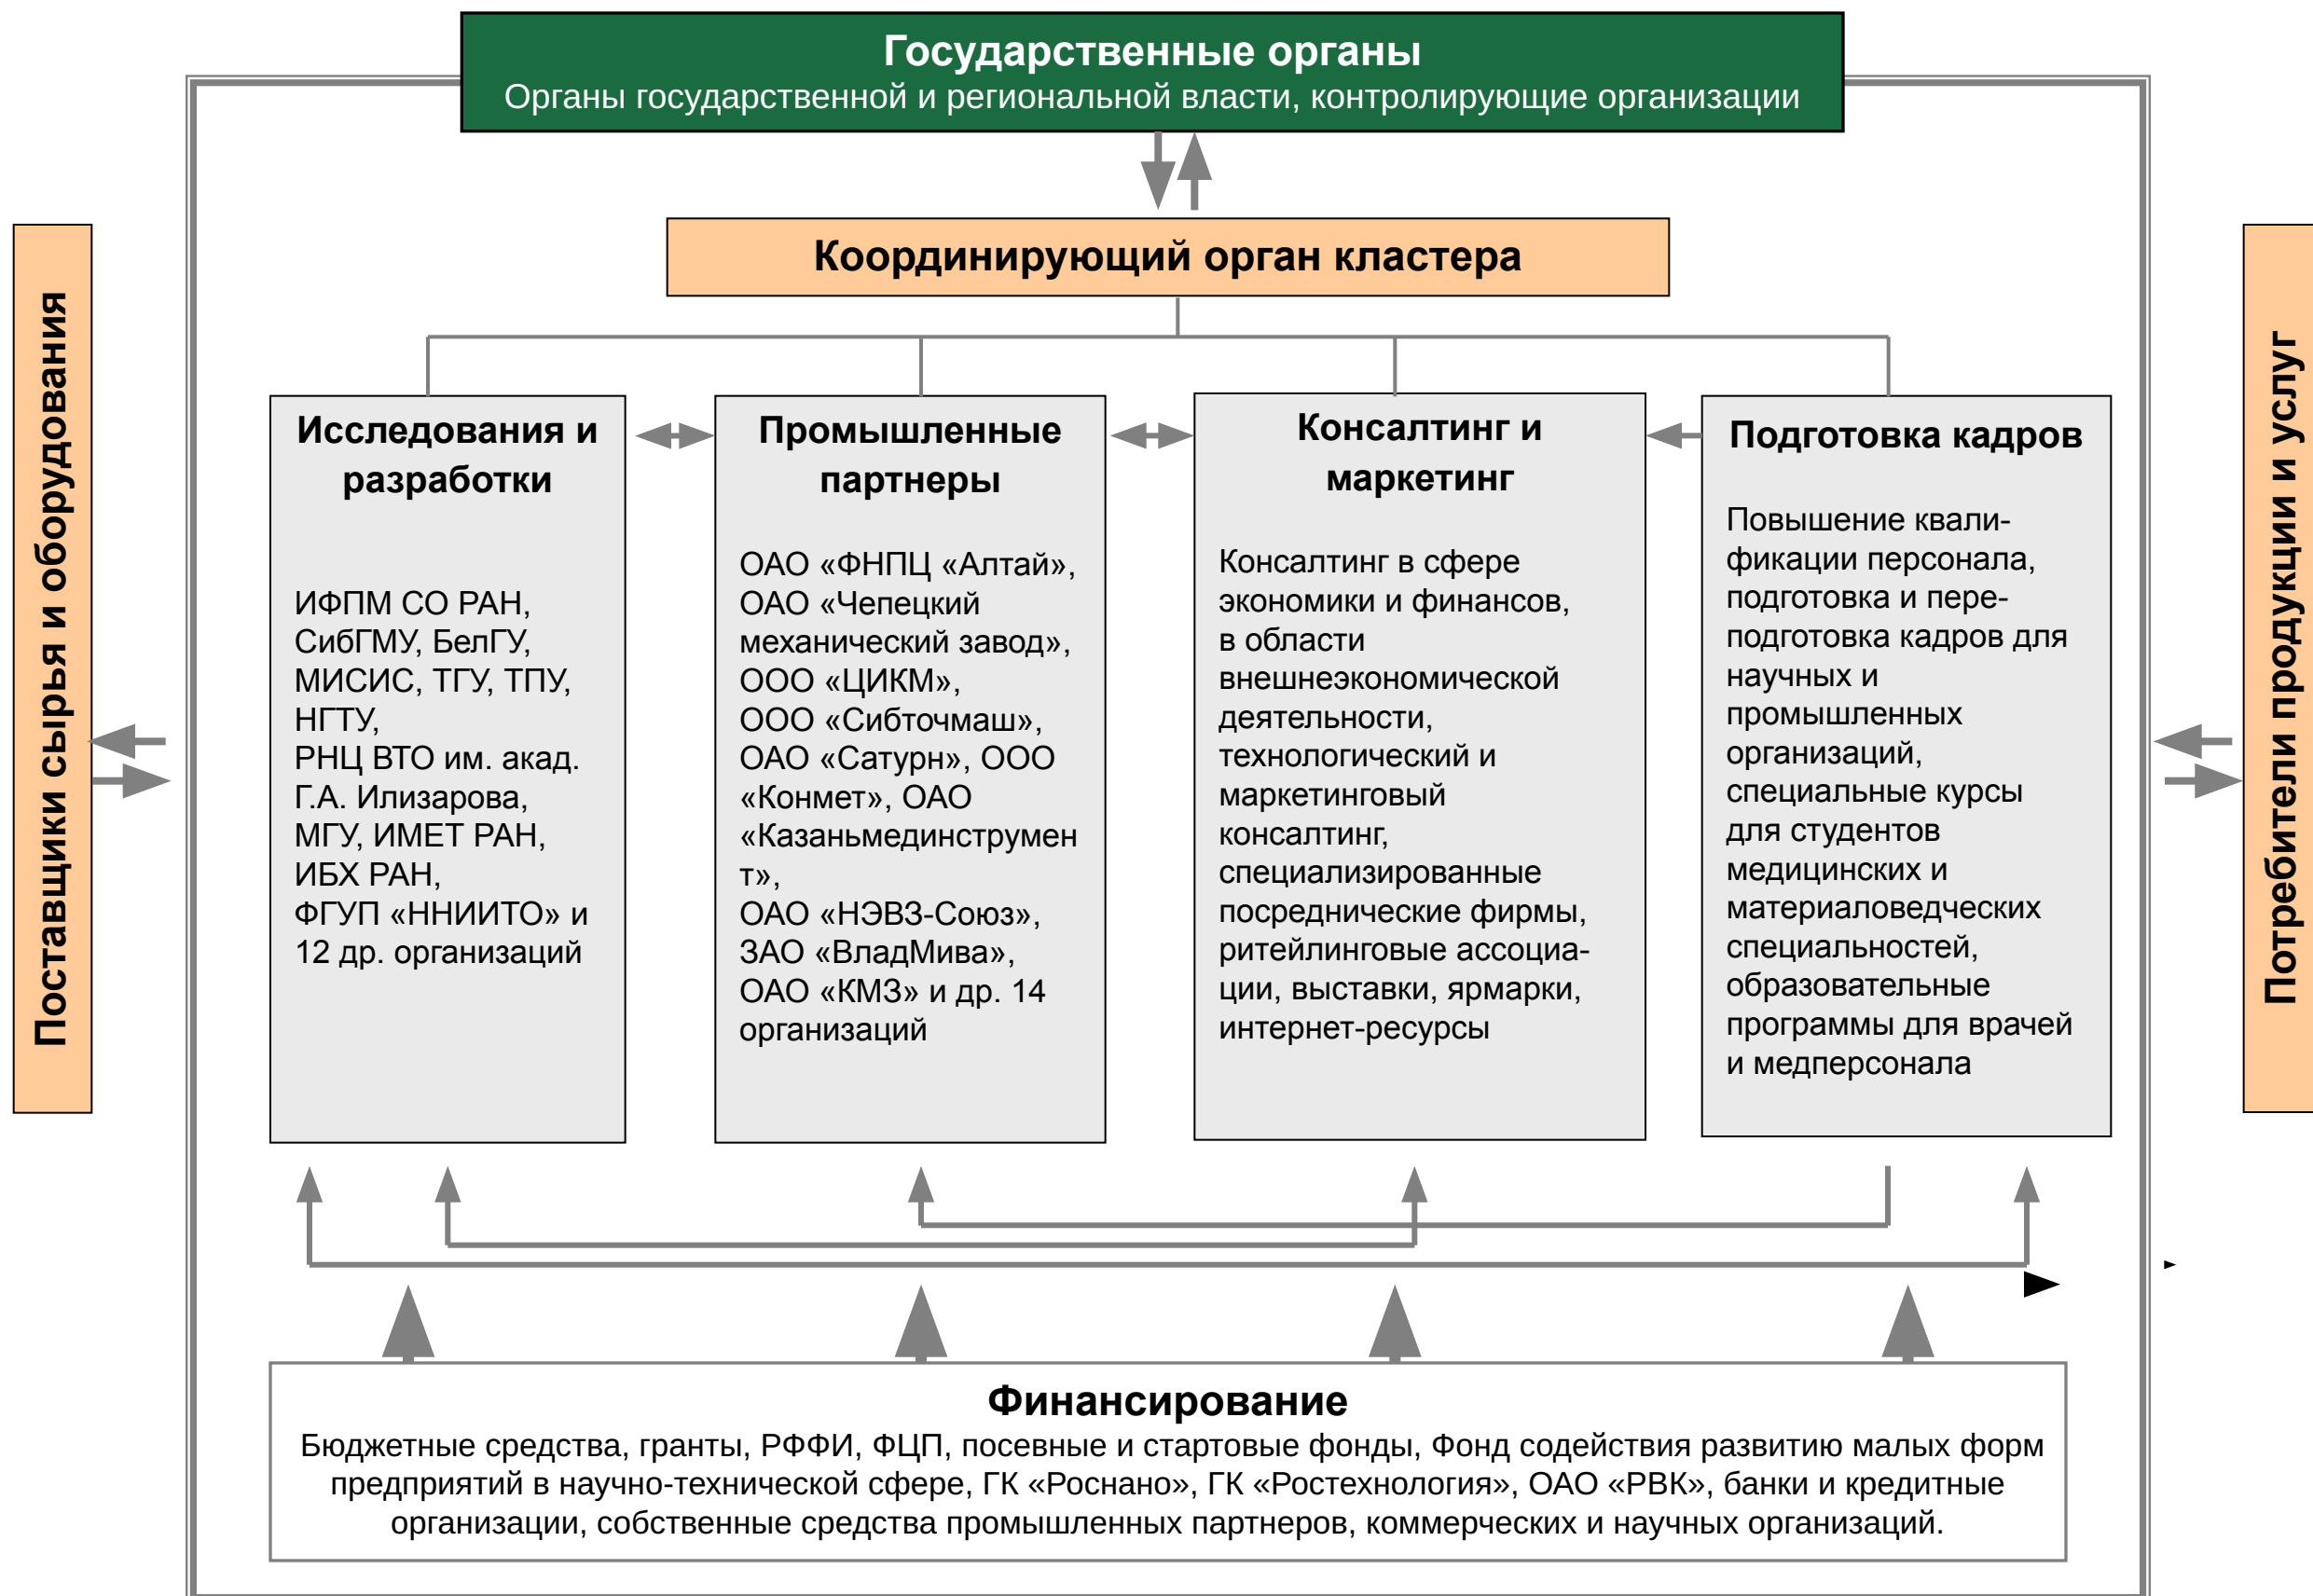 Государственные органы
Органы государственной и региональной власти, контролирующие организации
Координирующий орган кластера
Поставщики сырья и оборудования
Исследования и
разработки
ИФПМ СО РАН,
СибГМУ, БелГУ,
МИСИС, ТГУ, ТПУ,
НГТУ,
РНЦ ВТО им. акад.
Г.А. Илизарова,
МГУ, ИМЕТ РАН,
ИБХ РАН,
ФГУП «ННИИТО» и
12 др. организаций
Промышленные
партнеры
ОАО «ФНПЦ «Алтай»,
ОАО «Чепецкий
механический завод»,
ООО «ЦИКМ»,
ООО «Сибточмаш»,
ОАО «Сатурн», ООО
«Конмет», ОАО
«Казаньмединструмен
т»,
ОАО «НЭВЗ-Союз»,
ЗАО «ВладМива»,
ОАО «КМЗ» и др. 14
организаций
Консалтинг и
маркетинг
Консалтинг в сфере
экономики и финансов,
в области
внешнеэкономической
деятельности,
технологический и
маркетинговый
консалтинг,
специализированные
посреднические фирмы,
ритейлинговые ассоциа-
ции, выставки, ярмарки,
интернет-ресурсы
Подготовка кадров
Повышение квали-
фикации персонала,
подготовка и пере-
подготовка кадров для
научных и
промышленных
организаций,
специальные курсы
для студентов
медицинских и
материаловедческих
специальностей,
образовательные
программы для врачей
и медперсонала
Потребители продукции и услуг
Финансирование
Бюджетные средства, гранты, РФФИ, ФЦП, посевные и стартовые фонды, Фонд содействия развитию малых форм
предприятий в научно-технической сфере, ГК «Роснано», ГК «Ростехнология», ОАО «РВК», банки и кредитные
организации, собственные средства промышленных партнеров, коммерческих и научных организаций.